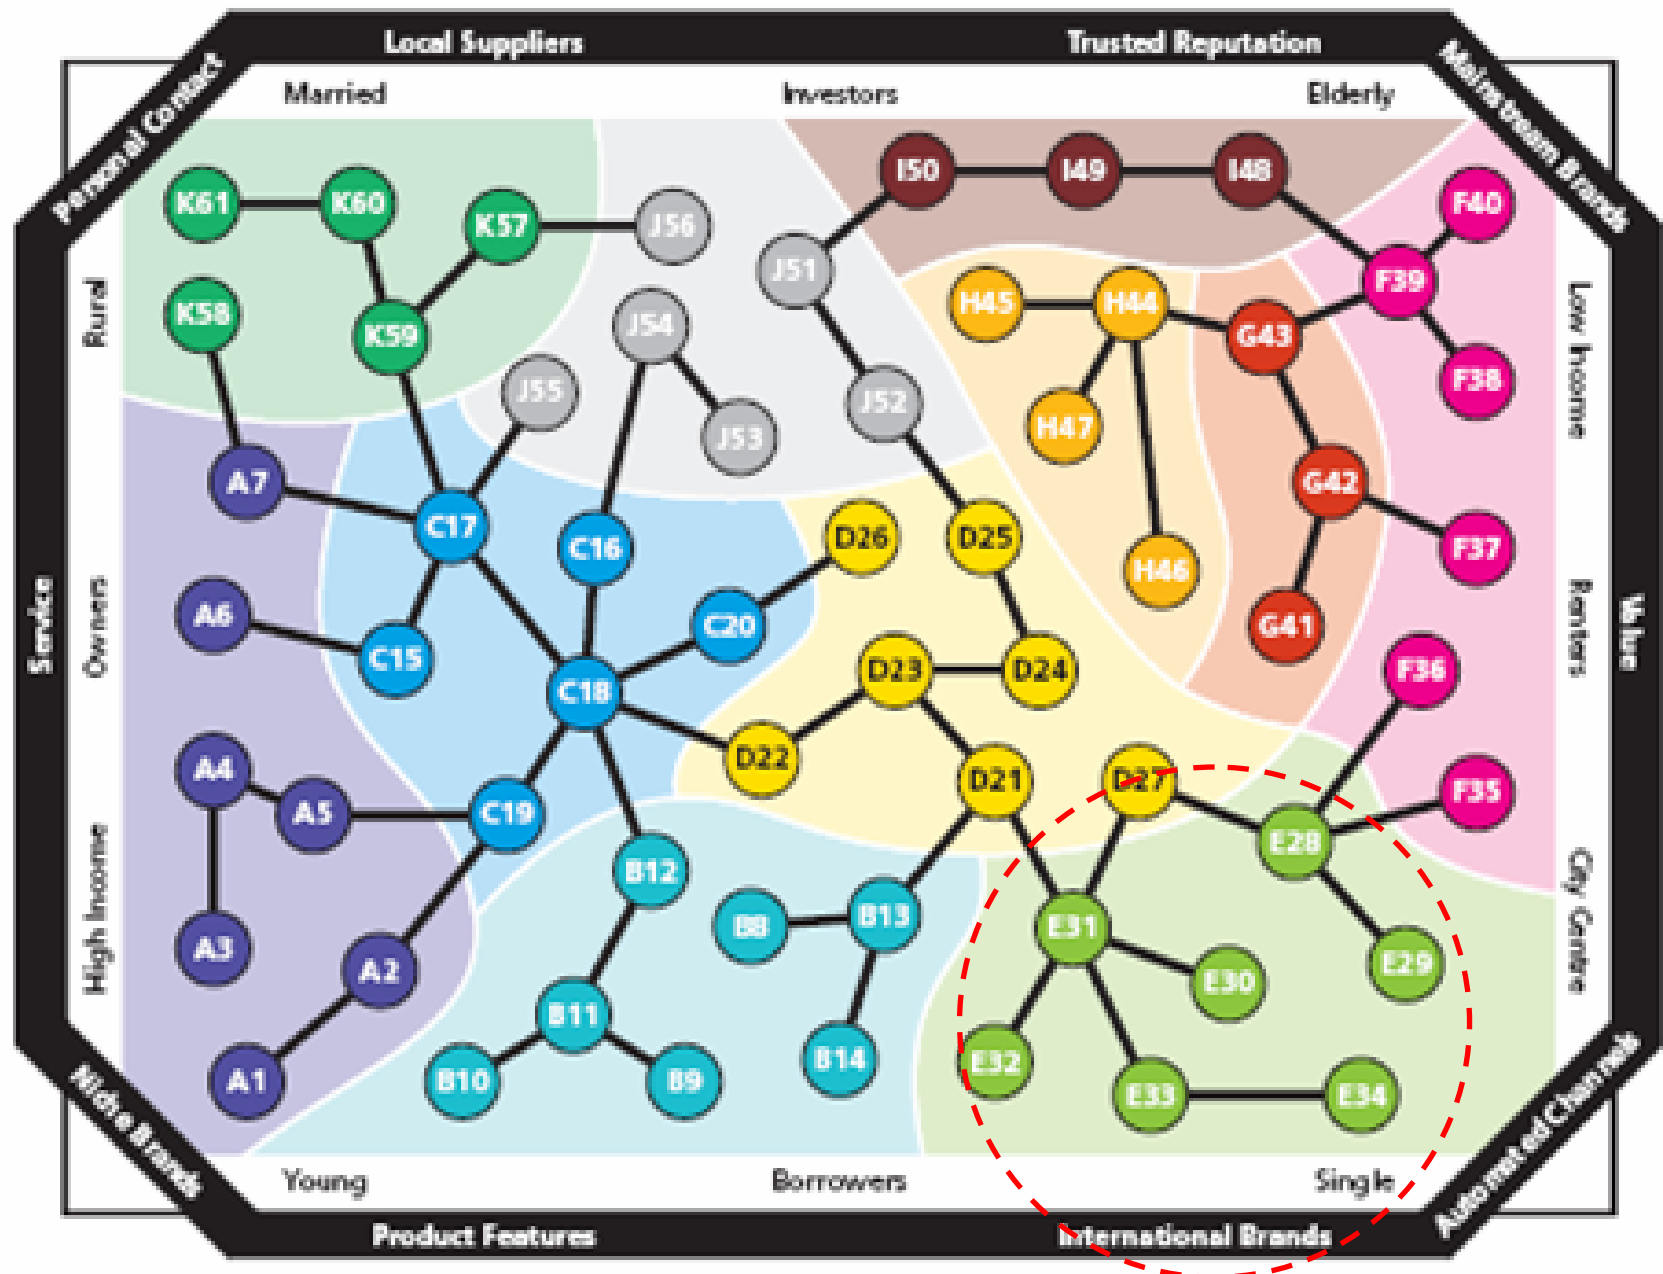 Local Suppliers
Trusted Reputation
Personal Contact
Mainstream Brands
Married
Investors
Elderly
I50
I49
I48
K61
K60
K57
J56
F40
J51
F39
K58
K59
J54
H45
H44
G43
Rural
Low Income
J55
J53
J52
H47
F38
A7
C17
C16
D26
D25
G42
F37
H46
A6
C15
C20
G41
Service
Owners
Renters
Value
C18
D23
D24
F36
A4
A5
C19
D22
D21
D27
F35
E28
B12
High Income
City Centre
A3
A2
B8
B13
E31
E30
E29
A1
B11
B10
B9
B14
E32
E33
E34
Niche Brands
Automated Channels
Young
Borrowers
Single
Product Features
International Brands